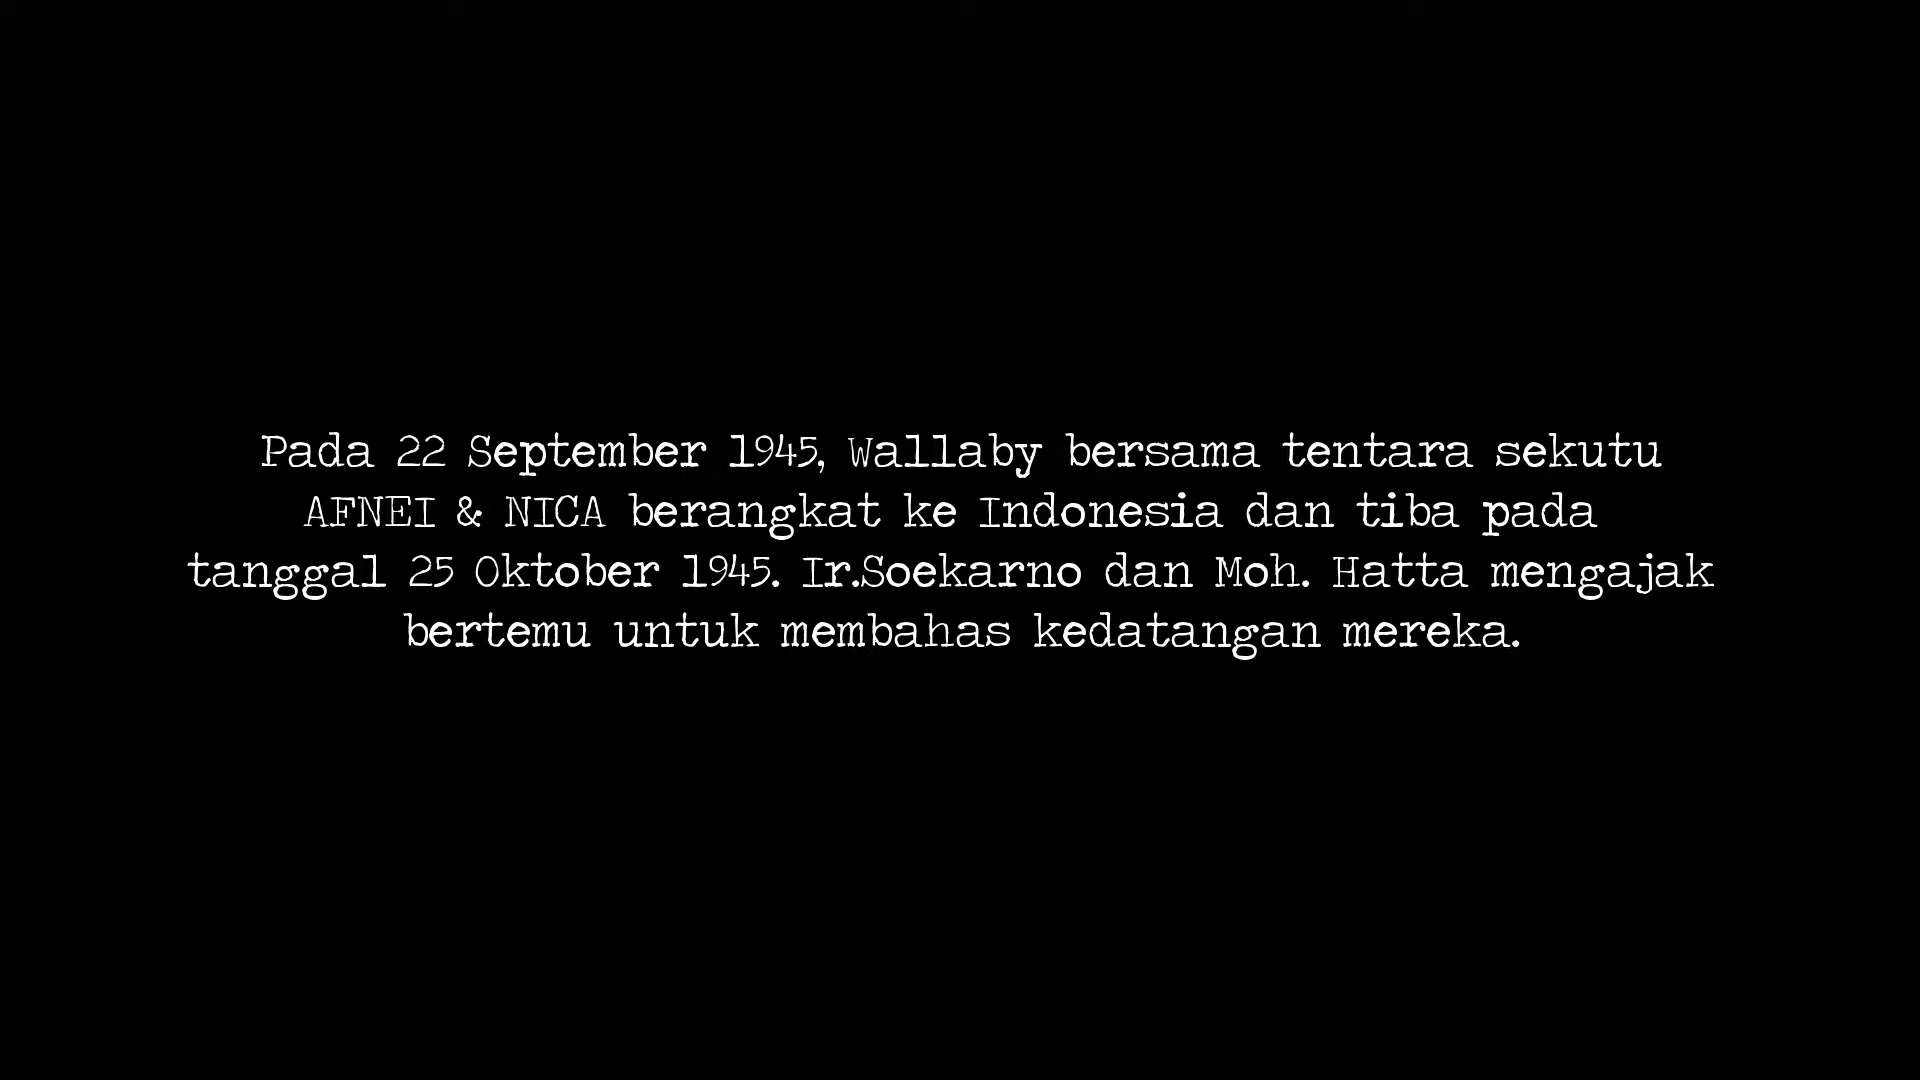 Pada 22 September 1945, Wallaby bersama tentara sekutu
AFNEI & NICA berangkat ke Indonesia dan tiba pada
tanggal 25 Oktober 1945. Ir.Soekarno dan Moh. Hatta mengajak
bertemu untuk membahas kedatangan mereka.